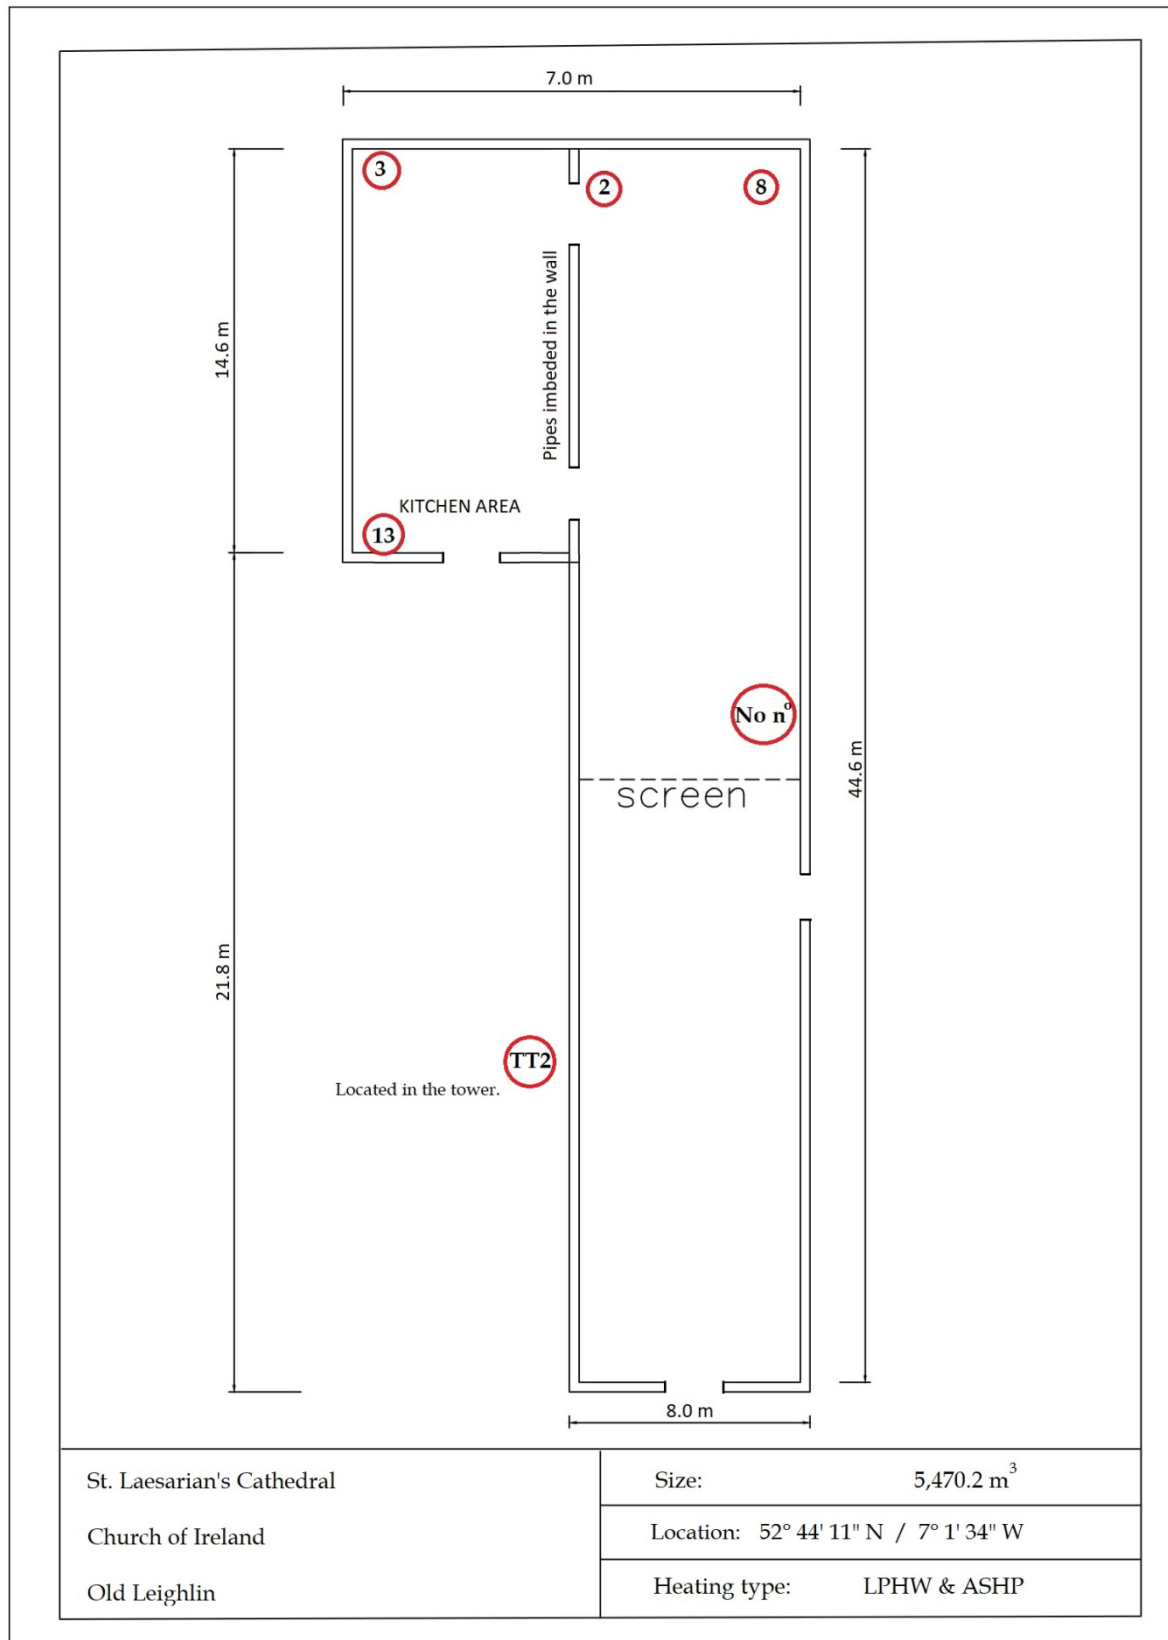 7.0 m
3
2
8
14.6 m
Pipes imbeded in the wall
KITCHEN AREA
13
No nº
44.6 m
screen
21.8 m
TT2
Located in the tower.
8.0 m
St. Laesarian's Cathedral
Church of Ireland
Old Leighlin
Size: 5,470.2 m³
Location: 52° 44' 11" N / 7° 1' 34" W
Heating type: LPHW & ASHP